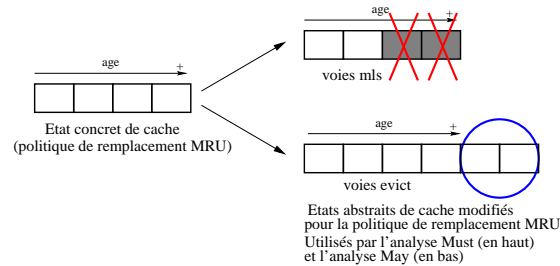 age +
voies mls
age +
Etat concret de cache
(politique de remplacement MRU)
age +
voies evict
Etats abstraits de cache modifiés
pour la politique de remplacement MRU
Utilisés par l'analyse Must (en haut)
et l'analyse May (en bas)